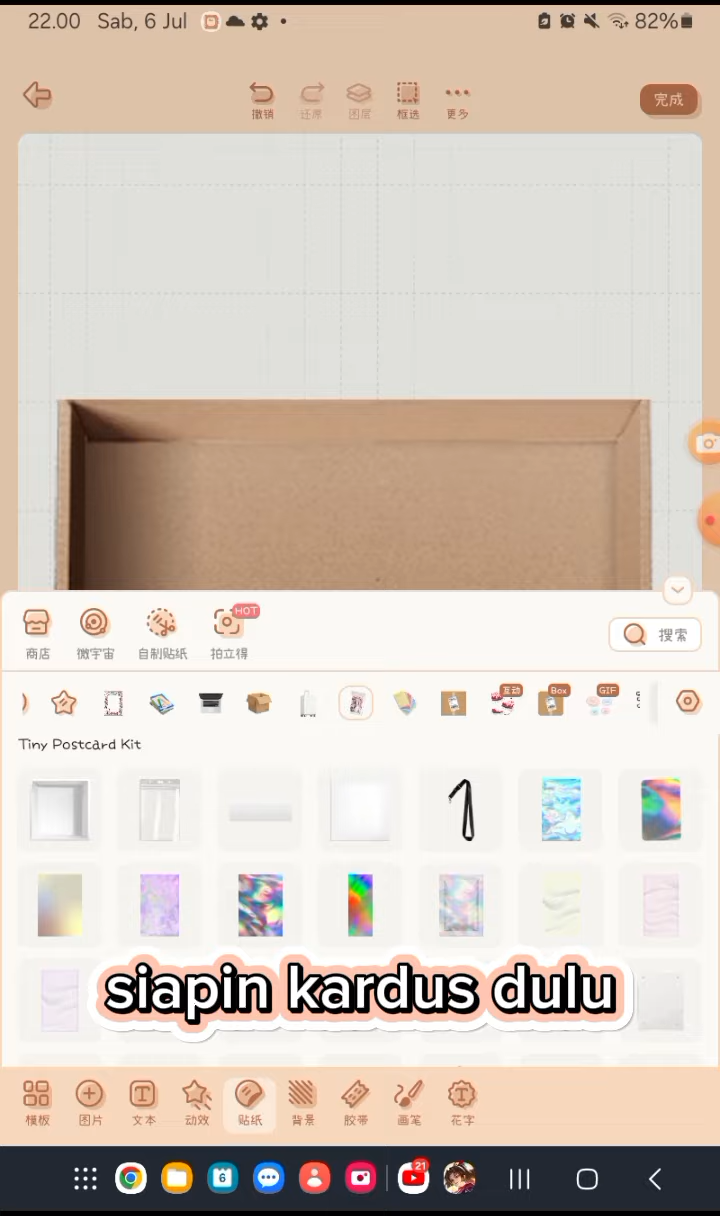 22.00 Sab, 6 Jul
82%
撤销 还原 图层 框选 更多
完成
商店 微宇宙 自制贴纸 拍立得
HOT
搜索
互动 Box GIF
Tiny Postcard Kit
siapin kardus dulu
模板 图片 文本 动效 贴纸 背景 胶带 画笔 花字
6
21